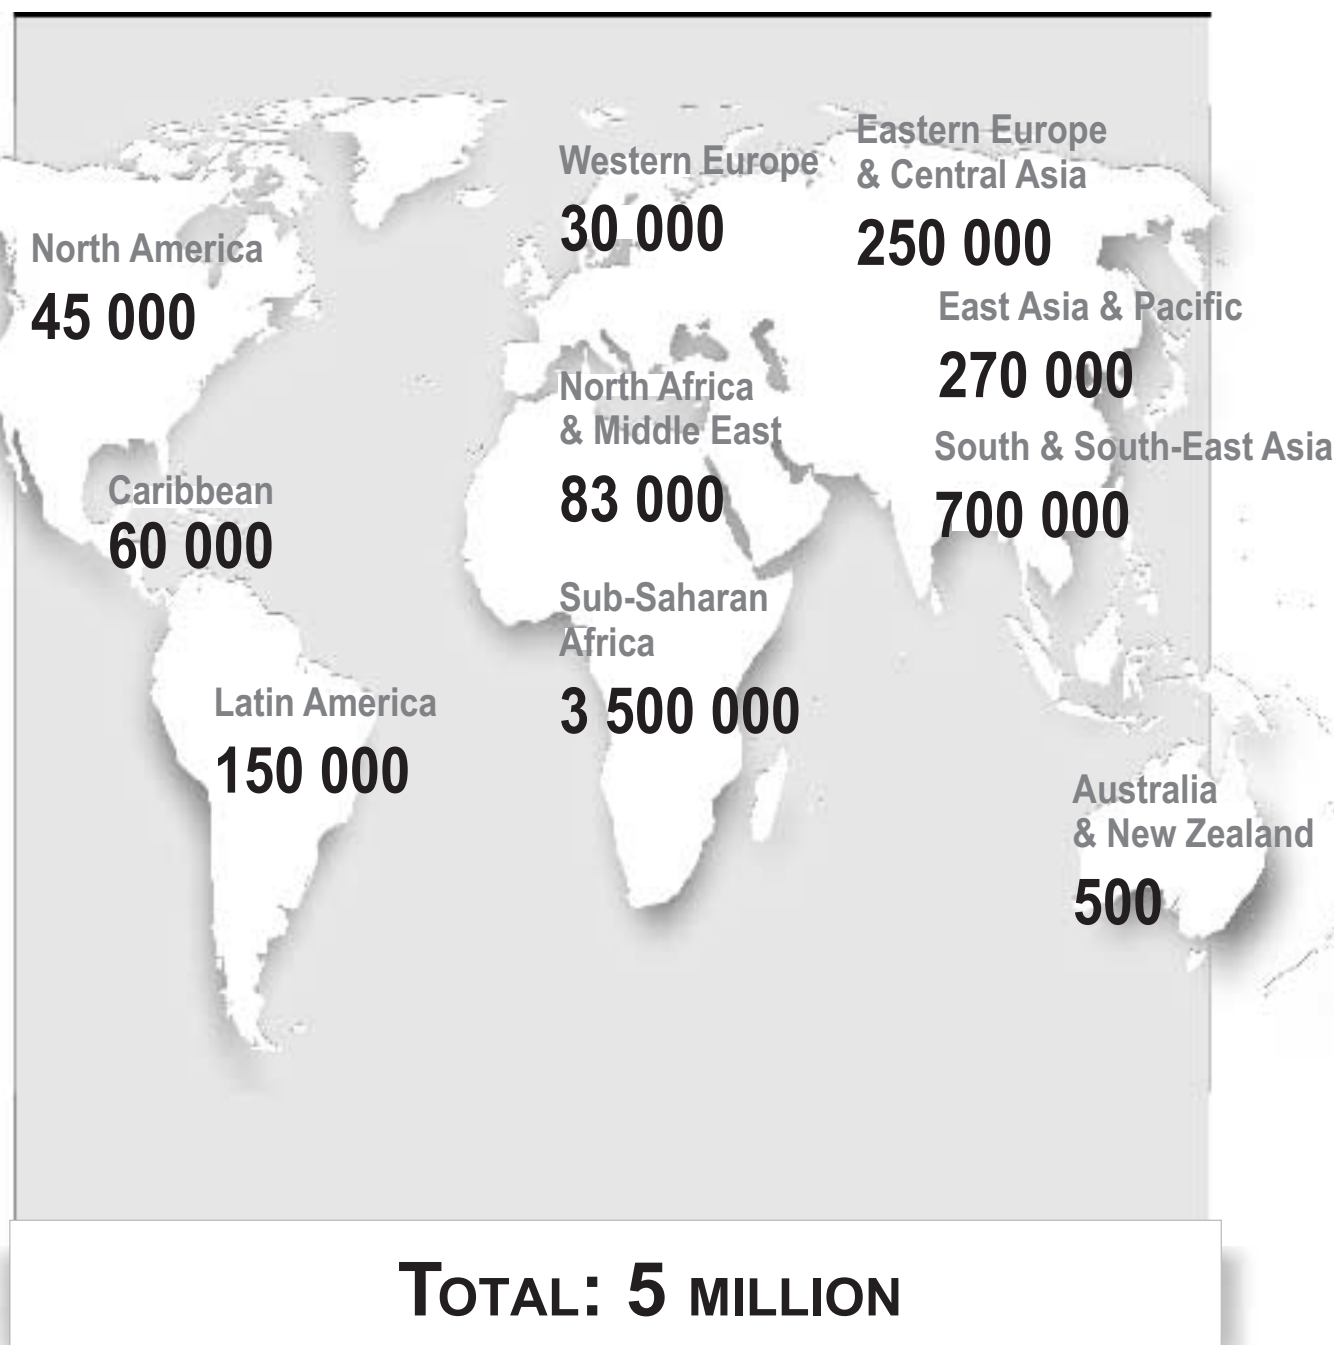 Western Europe
30 000
Eastern Europe
& Central Asia
250 000
North America
45 000
East Asia & Pacific
270 000
North Africa
& Middle East
83 000
South & South-East Asia
700 000
Caribbean
60 000
Sub-Saharan
Africa
3 500 000
Latin America
150 000
Australia
& New Zealand
500
TOTAL: 5 MILLION